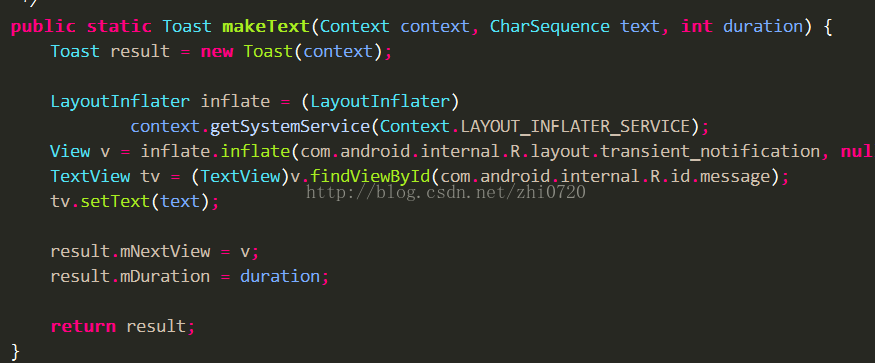 */
public static Toast makeText(Context context, CharSequence text, int duration) {
    Toast result = new Toast(context);

    LayoutInflater inflate = (LayoutInflater)
            context.getSystemService(Context.LAYOUT_INFLATER_SERVICE);
    View v = inflate.inflate(com.android.internal.R.layout.transient_notification, nul
    TextView tv = (TextView)v.findViewById(com.android.internal.R.id.message);
http://blog.csdn.net/zhi0720
    tv.setText(text);

    result.mNextView = v;
    result.mDuration = duration;

    return result;
}